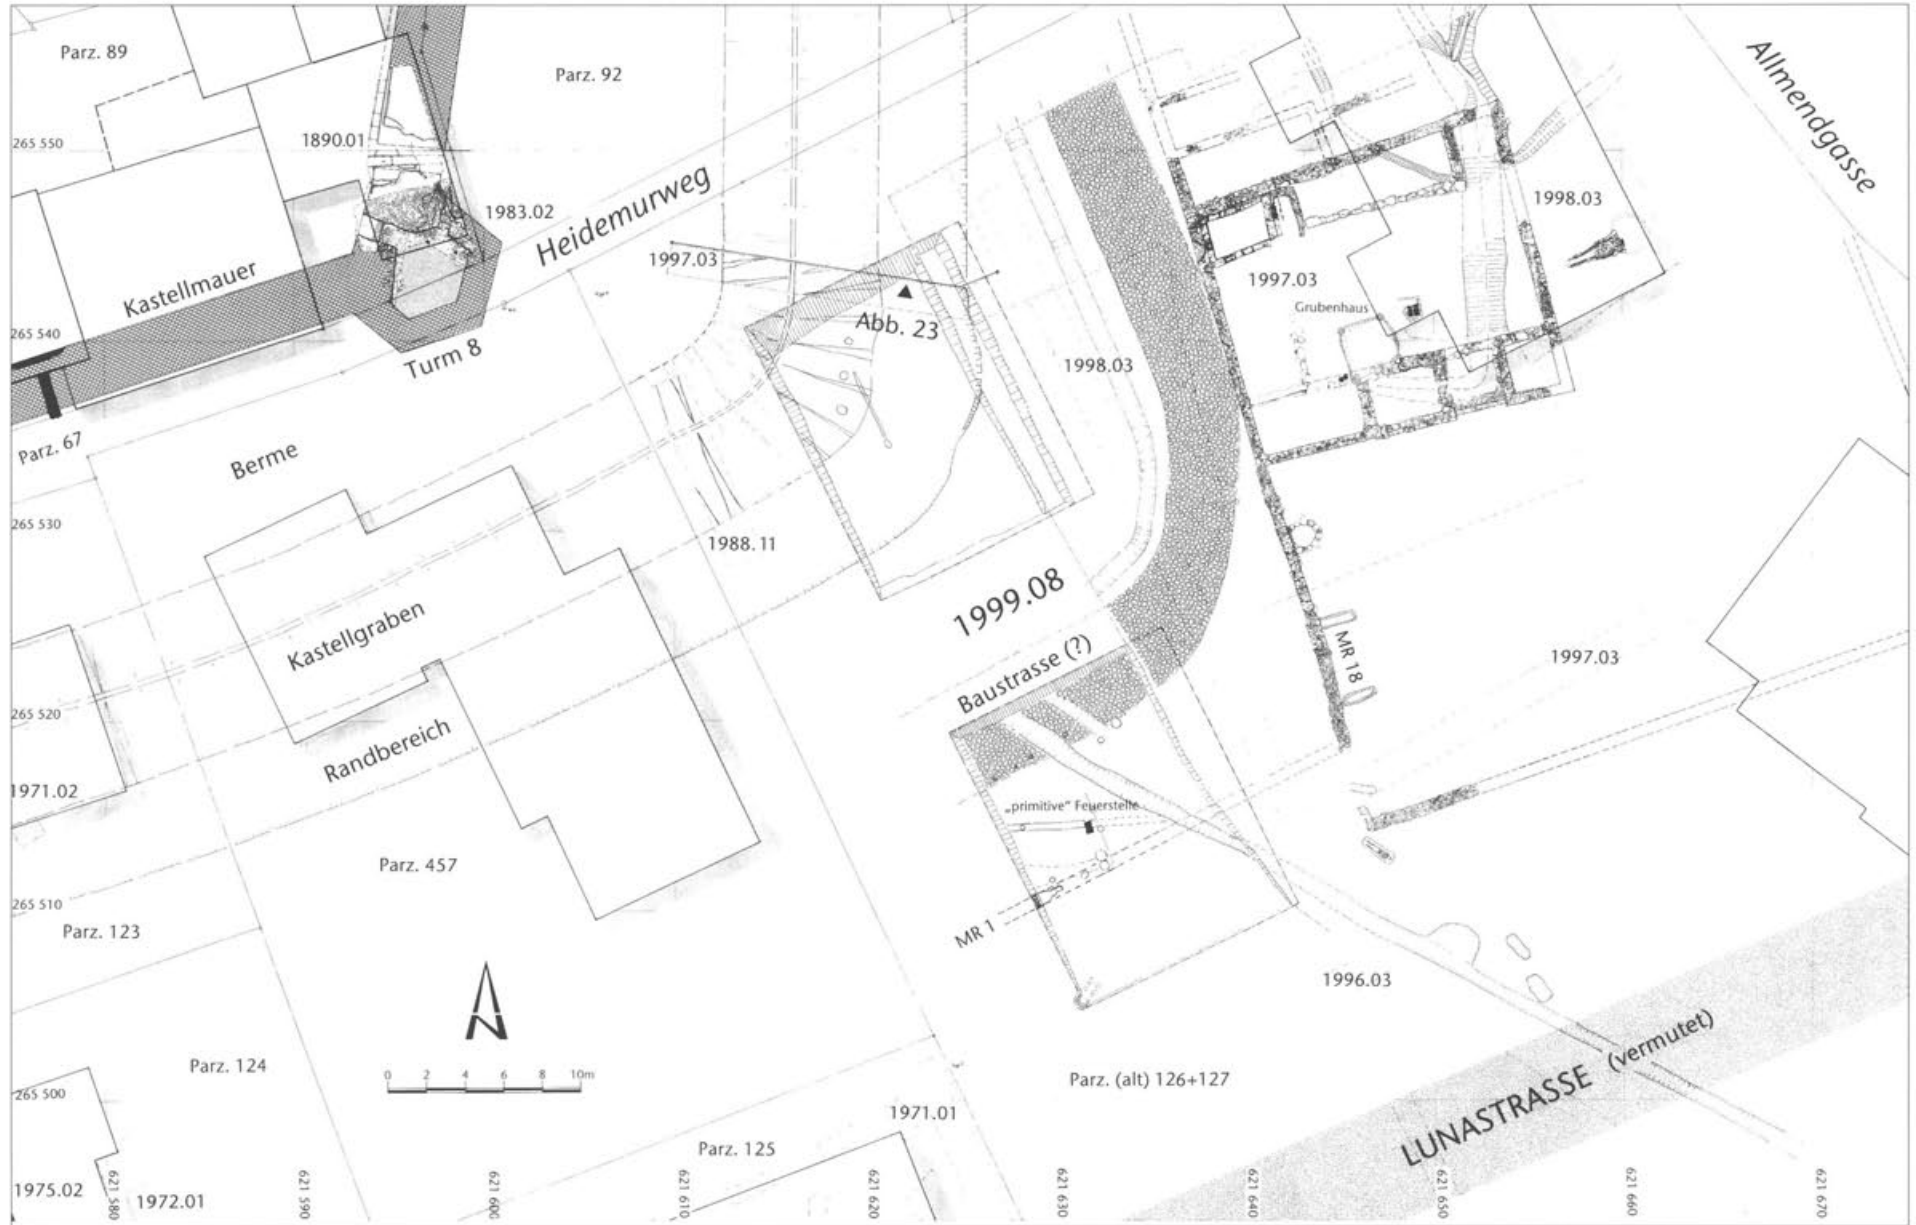 Parz. 89
Parz. 92
Allmendgasse
265 550
1890.01
1983.02
Heidemurweg
1998.03
1997.03
1997.03
Kastellmauer
Grubenhaus
265 540
Abb. 23
Turm 8
1998.03
Parz. 67
Berme
265 530
1988.11
1999.08
Kastellgraben
Baustrasse (?)
MR 18
1997.03
265 520
Randbereich
1971.02
„primitive" Feuerstelle
Parz. 457
265 510
Parz. 123
MR 1
1996.03
N
LUNASTRASSE (vermutet)
Parz. 124
0 2 4 6 8 10m
Parz. (alt) 126+127
265 500
1971.01
Parz. 125
1975.02
1972.01
621 580
621 590
621 600
621 610
621 620
621 630
621 640
621 650
621 660
621 670